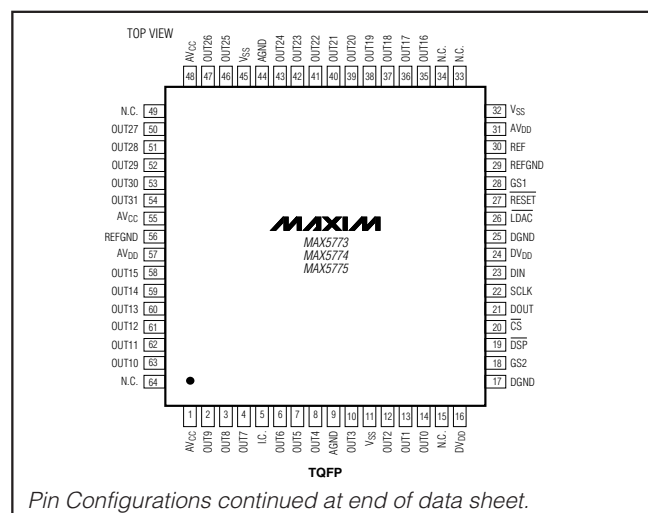 TOP VIEW
AVCC
OUT26
OUT25
VSS
AGND
OUT24
OUT23
OUT22
OUT21
OUT20
OUT19
OUT18
OUT17
OUT16
N.C.
N.C.
48 47 46 45 44 43 42 41 40 39 38 37 36 35 34 33
N.C. 49
OUT27 50
OUT28 51
OUT29 52
OUT30 53
OUT31 54
AVCC 55
REFGND 56
AVDD 57
OUT15 58
OUT14 59
OUT13 60
OUT12 61
OUT11 62
OUT10 63
N.C. 64
MAXIM
MAX5773
MAX5774
MAX5775
32 VSS
31 AVDD
30 REF
29 REFGND
28 GS1
27 RESET
26 LDAC
25 DGND
24 DVDD
23 DIN
22 SCLK
21 DOUT
20 CS
19 DSP
18 GS2
17 DGND
1 2 3 4 5 6 7 8 9 10 11 12 13 14 15 16
AVCC
OUT9
OUT8
OUT7
I.C.
OUT6
OUT5
OUT4
AGND
OUT3
VSS
OUT2
OUT1
OUT0
N.C.
DVDD
TQFP
Pin Configurations continued at end of data sheet.